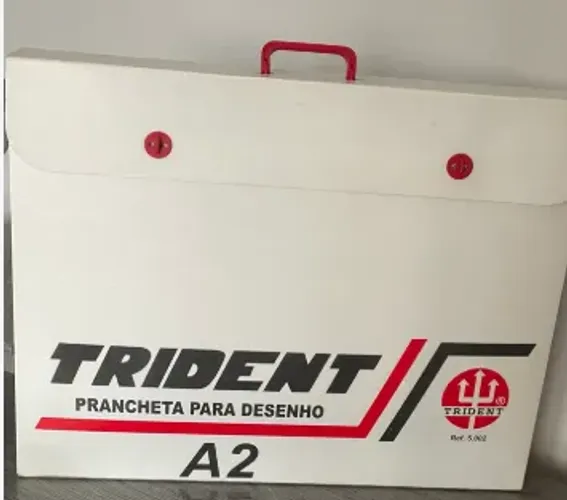 TRIDENT
PRANCHETA PARA DESENHO
A2
TRIDENT ®
Ref. 5.002